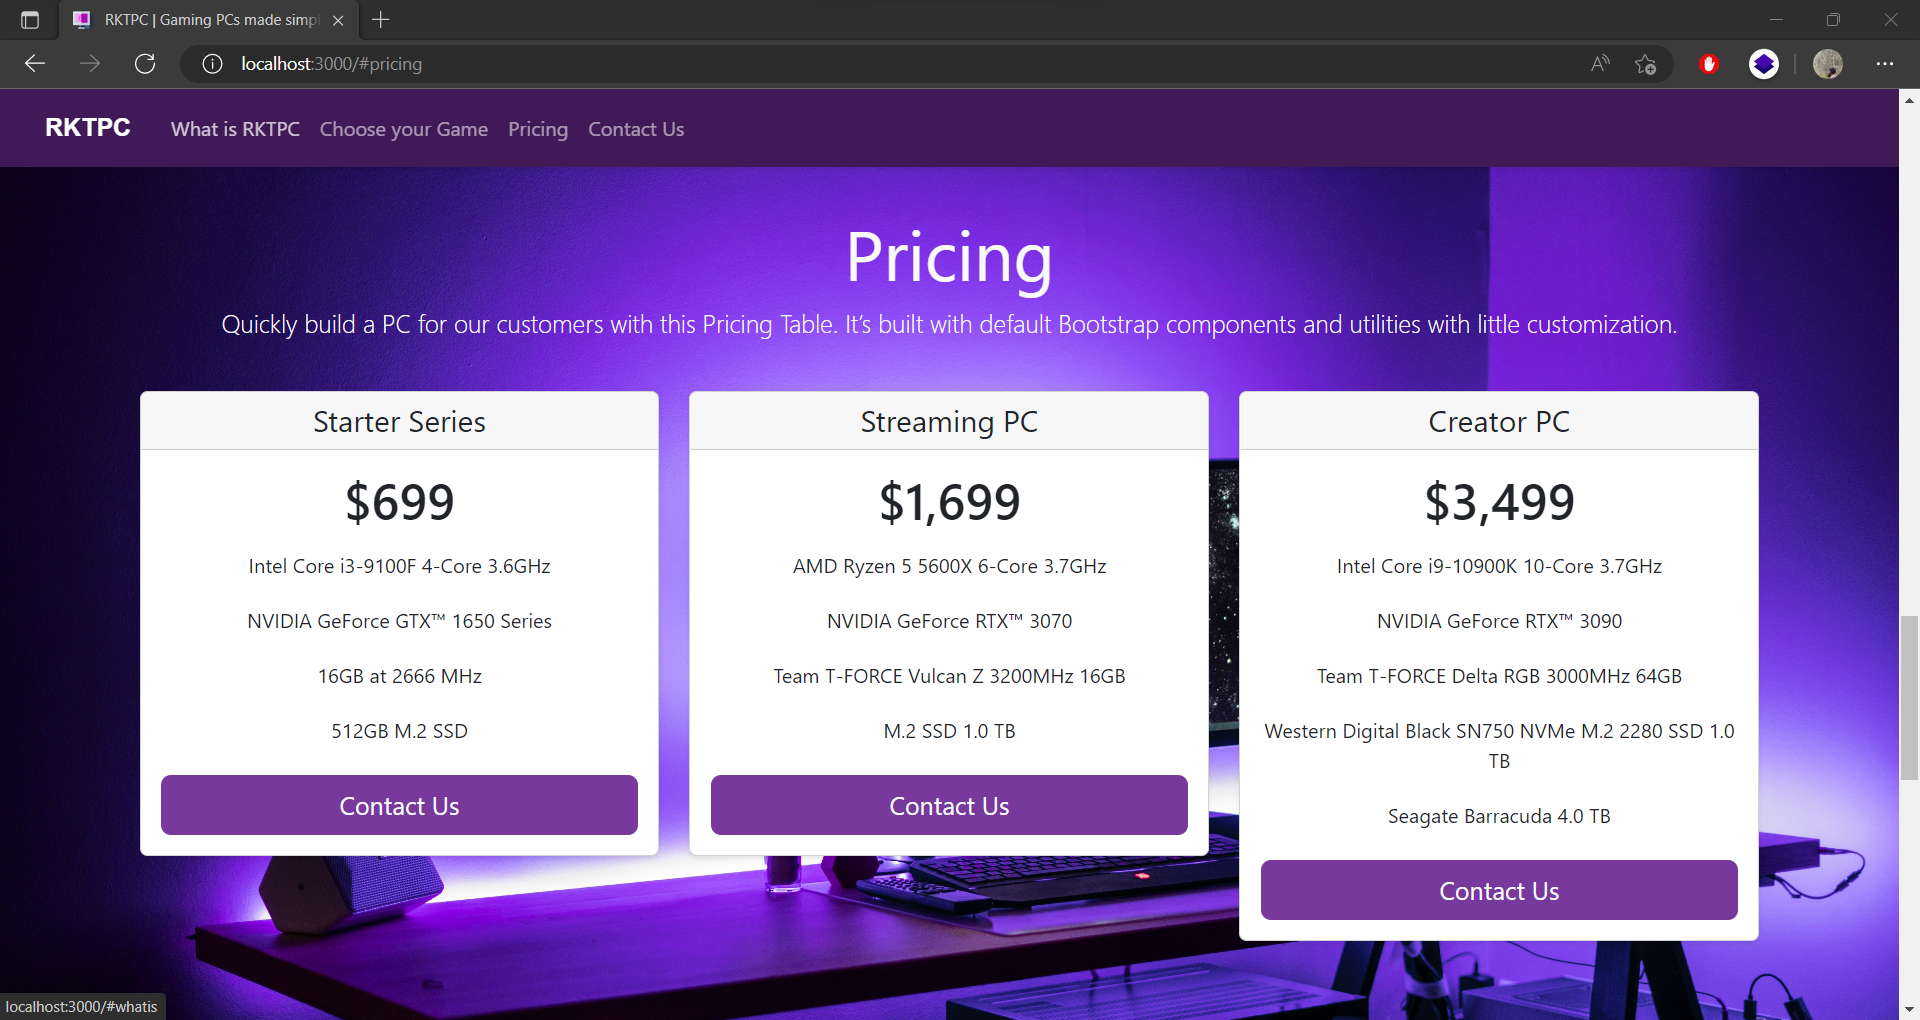 RKTPC | Gaming PCs made simpl
localhost:3000/#pricing
RKTPC What is RKTPC Choose your Game Pricing Contact Us
Pricing
Quickly build a PC for our customers with this Pricing Table. It's built with default Bootstrap components and utilities with little customization.
Starter Series
$699
Intel Core i3-9100F 4-Core 3.6GHz
NVIDIA GeForce GTX™ 1650 Series
16GB at 2666 MHz
512GB M.2 SSD
Contact Us
Streaming PC
$1,699
AMD Ryzen 5 5600X 6-Core 3.7GHz
NVIDIA GeForce RTX™ 3070
Team T-FORCE Vulcan Z 3200MHz 16GB
M.2 SSD 1.0 TB
Contact Us
Creator PC
$3,499
Intel Core i9-10900K 10-Core 3.7GHz
NVIDIA GeForce RTX™ 3090
Team T-FORCE Delta RGB 3000MHz 64GB
Western Digital Black SN750 NVMe M.2 2280 SSD 1.0
TB
Seagate Barracuda 4.0 TB
Contact Us
localhost:3000/#whatis